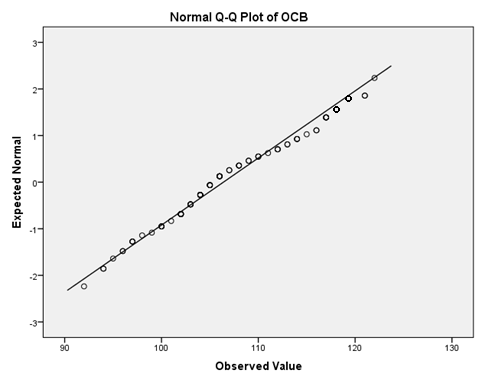 Normal Q-Q Plot of OCB
3
2
1
0
-1
-2
-3
Expected Normal
90 100 110 120 130
Observed Value